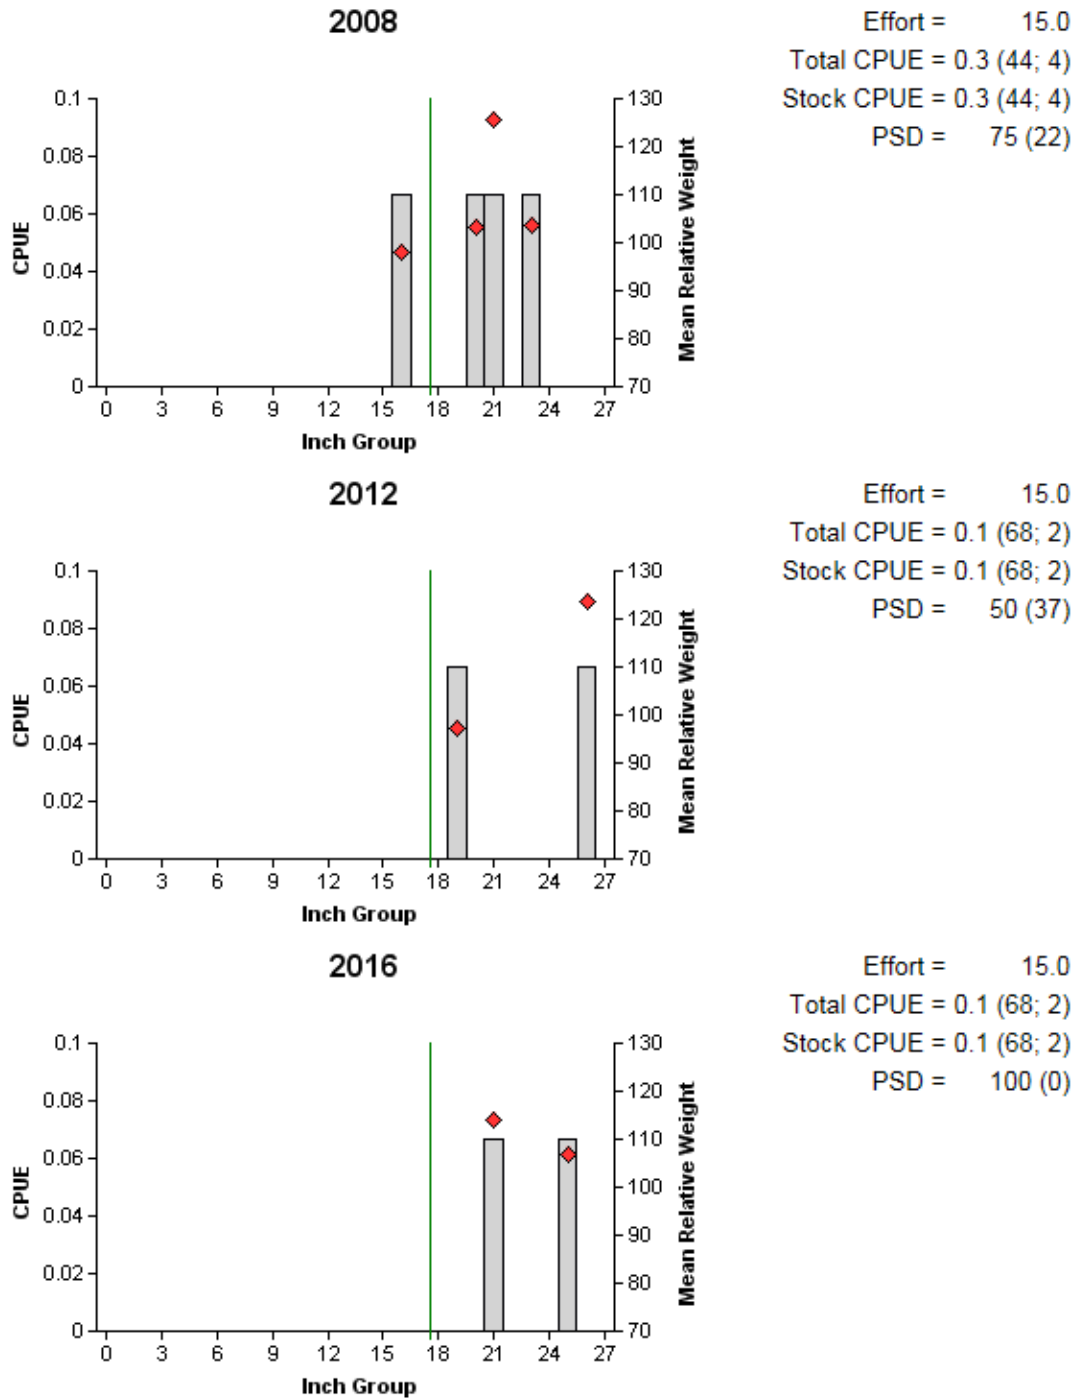 2008
Effort = 15.0
Total CPUE = 0.3 (44; 4)
Stock CPUE = 0.3 (44; 4)
PSD = 75 (22)
0.1
0.08
0.06
0.04
0.02
0
CPUE
130
120
110
100
90
80
70
Mean Relative Weight
0 3 6 9 12 15 18 21 24 27
Inch Group
2012
Effort = 15.0
Total CPUE = 0.1 (68; 2)
Stock CPUE = 0.1 (68; 2)
PSD = 50 (37)
0.1
0.08
0.06
0.04
0.02
0
CPUE
130
120
110
100
90
80
70
Mean Relative Weight
0 3 6 9 12 15 18 21 24 27
Inch Group
2016
Effort = 15.0
Total CPUE = 0.1 (68; 2)
Stock CPUE = 0.1 (68; 2)
PSD = 100 (0)
0.1
0.08
0.06
0.04
0.02
0
CPUE
130
120
110
100
90
80
70
Mean Relative Weight
0 3 6 9 12 15 18 21 24 27
Inch Group